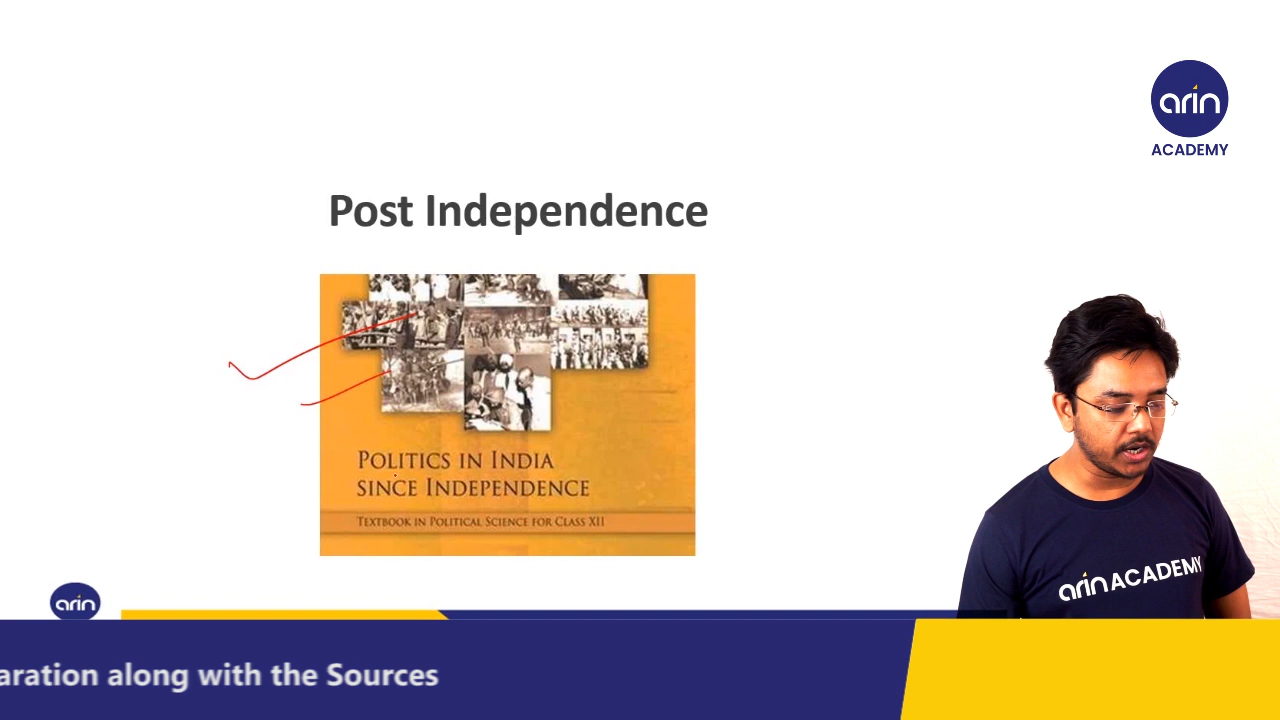 arin
ACADEMY
Post Independence
POLITICS IN INDIA
SINCE INDEPENDENCE
TEXTBOOK IN POLITICAL SCIENCE FOR CLASS XII
arin ACADEMY
arin
along with the Sources